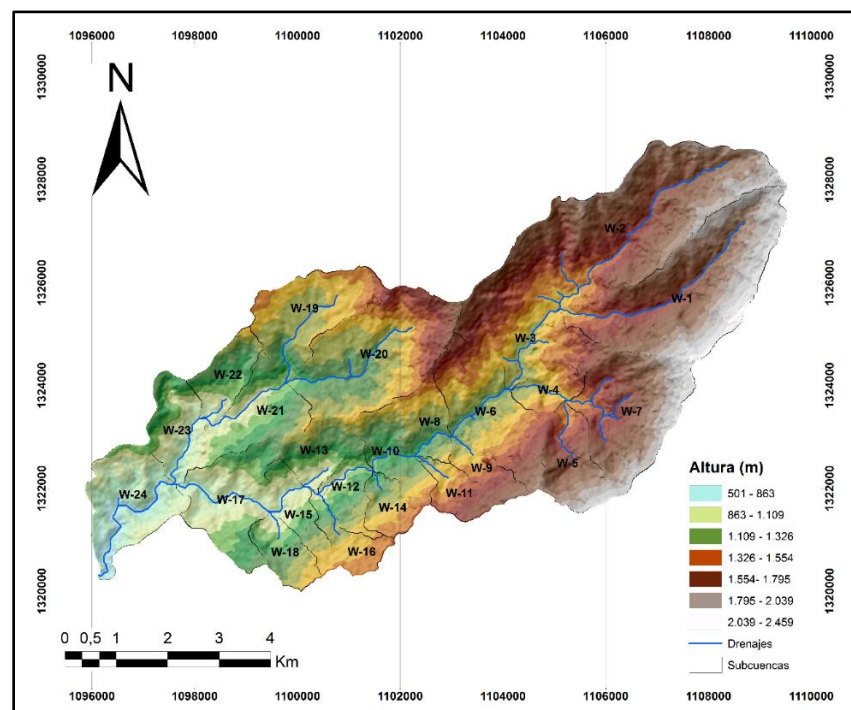 1096000 1098000 1100000 1102000 1104000 1106000 1108000 1110000
1330000 1330000
N
1328000 1328000
W-2
1326000 1326000
W-1
W-19
W-3
W-20
1324000 1324000
W-22
W-4
W-21
W-6
W-7
W-8
W-23
W-13
W-10
W-9
W-5
1322000 1322000
W-24
W-12
W-11
W-17
W-14
W-15
W-18
W-16
1320000 1320000
Altura (m)
501 - 863
863 - 1.109
1.109 - 1.326
1.326 - 1.554
1.554- 1.795
1.795 - 2.039
2.039 - 2.459
Drenajes
Subcuencas
0 0,5 1 2 3 4
Km
1096000 1098000 1100000 1102000 1104000 1106000 1108000 1110000